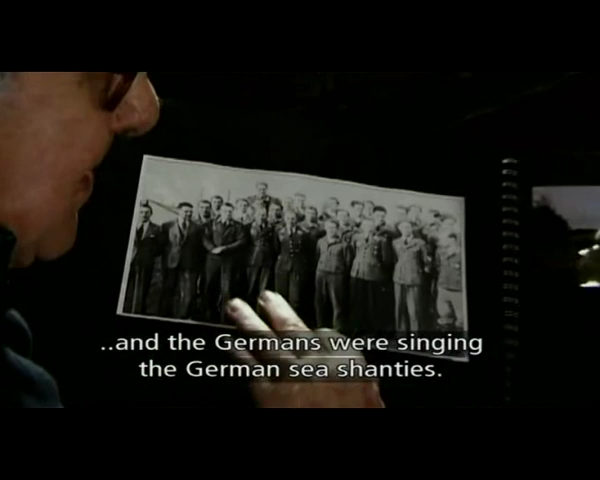 ..and the Germans were singing
the German sea shanties.